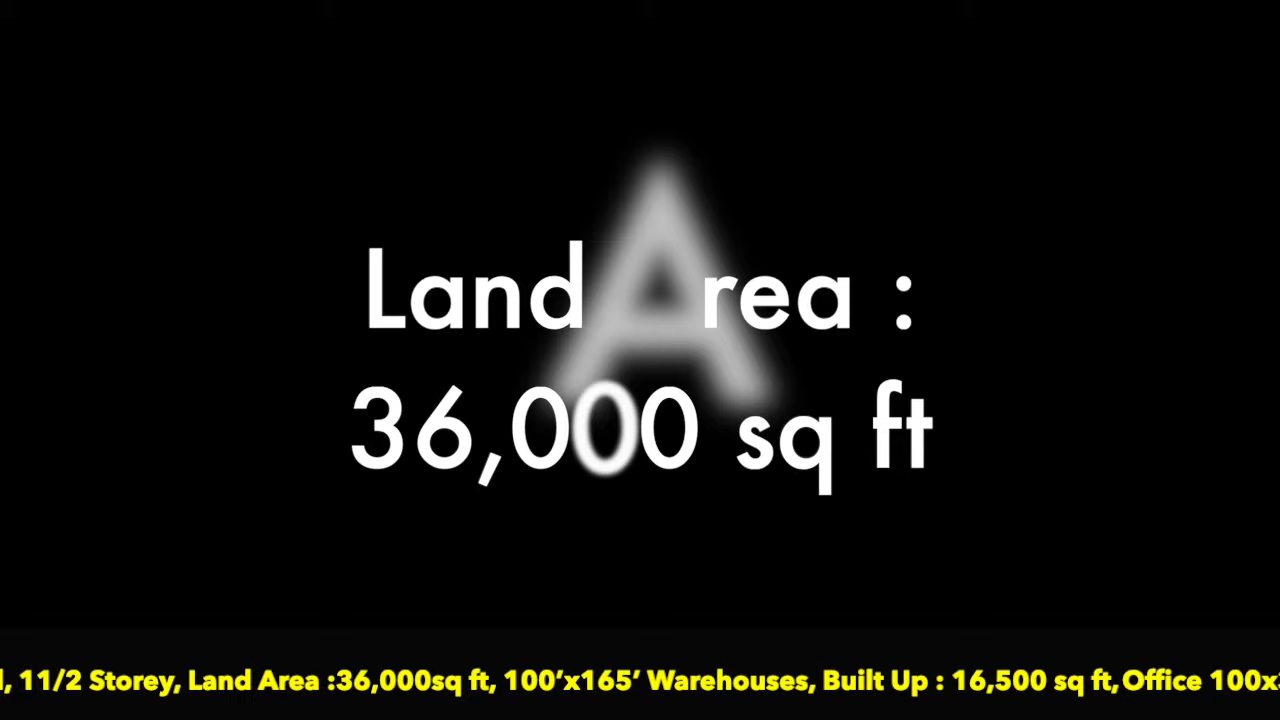 Land Area :
36,000 sq ft
, 11/2 Storey, Land Area :36,000sq ft, 100’x165’ Warehouses, Built Up : 16,500 sq ft,Office